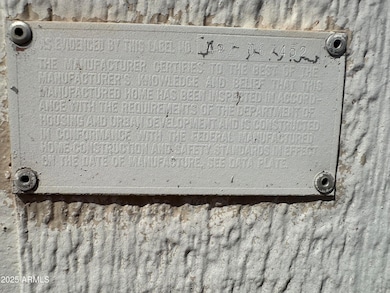 AS EVIDENCED BY THIS LABEL NO.
THE MANUFACTURER CERTIFIES TO THE BEST OF THE
MANUFACTURER'S KNOWLEDGE AND BELIEF THAT THIS
MANUFACTURED HOME HAS BEEN INSPECTED IN ACCORD-
ANCE WITH THE REQUIREMENTS OF THE DEPARTMENT OF
HOUSING AND URBAN DEVELOPMENT AND IS CONSTRUCTED
IN CONFORMANCE WITH THE FEDERAL MANUFACTURED
HOME CONSTRUCTION AND SAFETY STANDARDS IN EFFECT
ON THE DATE OF MANUFACTURE. SEE DATA PLATE.
2025 ARMLS